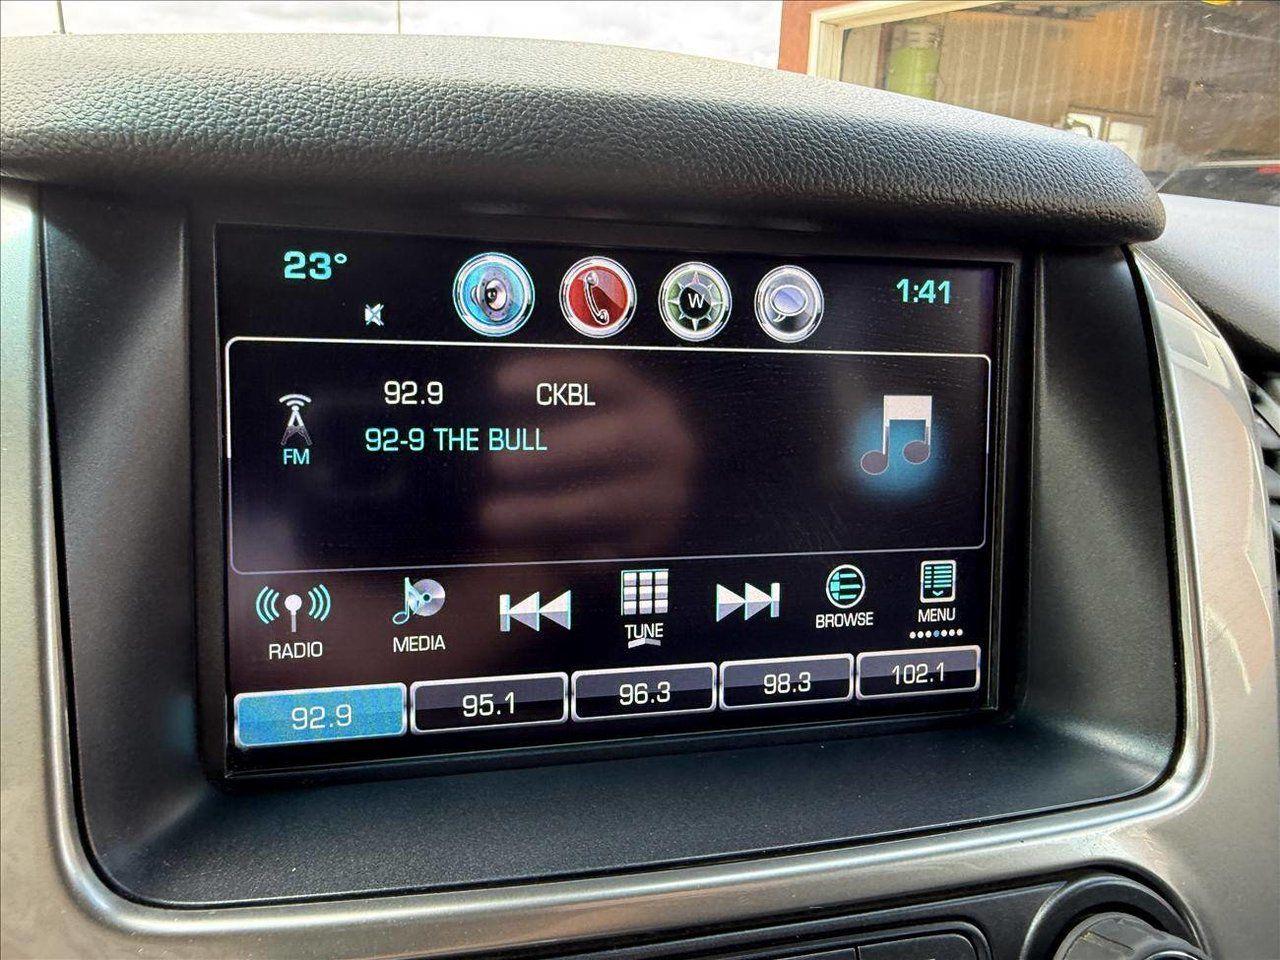 23°
W
1:41
92.9 CKBL
92-9 THE BULL
FM
RADIO
MEDIA
TUNE
BROWSE
MENU
92.9
95.1
96.3
98.3
102.1